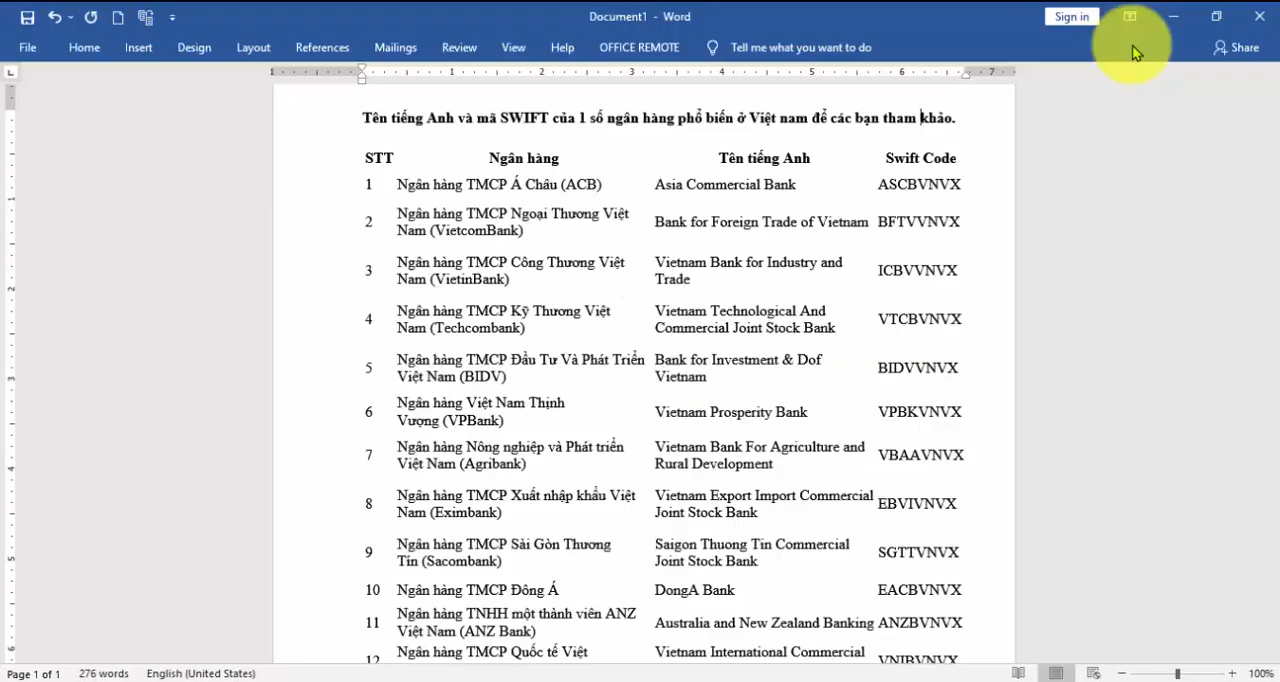 Document1 - Word
Sign in
File Home Insert Design Layout References Mailings Review View Help OFFICE REMOTE Tell me what you want to do Share
1 1 2 3 4 5 6 7
Tên tiếng Anh và mã SWIFT của 1 số ngân hàng phổ biến ở Việt nam để các bạn tham khảo.
STT Ngân hàng Tên tiếng Anh Swift Code
1 Ngân hàng TMCP Á Châu (ACB) Asia Commercial Bank ASCBVNVX
2 Ngân hàng TMCP Ngoại Thương Việt Nam (VietcomBank) Bank for Foreign Trade of Vietnam BFTVVNVX
3 Ngân hàng TMCP Công Thương Việt Nam (VietinBank) Vietnam Bank for Industry and Trade ICBVVNVX
4 Ngân hàng TMCP Kỹ Thương Việt Nam (Techcombank) Vietnam Technological And Commercial Joint Stock Bank VTCBVNVX
5 Ngân hàng TMCP Đầu Tư Và Phát Triển Việt Nam (BIDV) Bank for Investment & Dof Vietnam BIDVVNVX
6 Ngân hàng Việt Nam Thịnh Vượng (VPBank) Vietnam Prosperity Bank VPBKVNVX
7 Ngân hàng Nông nghiệp và Phát triển Việt Nam (Agribank) Vietnam Bank For Agriculture and Rural Development VBAAVNVX
8 Ngân hàng TMCP Xuất nhập khẩu Việt Nam (Eximbank) Vietnam Export Import Commercial Joint Stock Bank EBVIVNVX
9 Ngân hàng TMCP Sài Gòn Thương Tín (Sacombank) Saigon Thuong Tin Commercial Joint Stock Bank SGTTVNVX
10 Ngân hàng TMCP Đông Á DongA Bank EACBVNVX
11 Ngân hàng TNHH một thành viên ANZ Việt Nam (ANZ Bank) Australia and New Zealand Banking ANZBVNVX
12 Ngân hàng TMCP Quốc tế Việt Vietnam International Commercial VNIBVNVX
Page 1 of 1 276 words English (United States) 100%